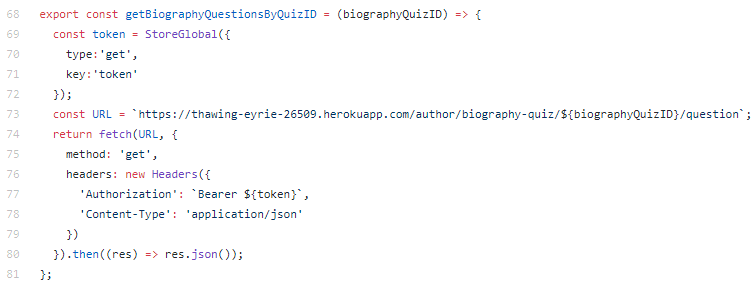 68 export const getBiographyQuestionsByQuizID = (biographyQuizID) => {
69   const token = StoreGlobal({
70     type:'get',
71     key:'token'
72   });
73   const URL = `https://thawing-eyrie-26509.herokuapp.com/author/biography-quiz/${biographyQuizID}/question`;
74   return fetch(URL, {
75     method: 'get',
76     headers: new Headers({
77       'Authorization': `Bearer ${token}`,
78       'Content-Type': 'application/json'
79     })
80   }).then((res) => res.json());
81 };